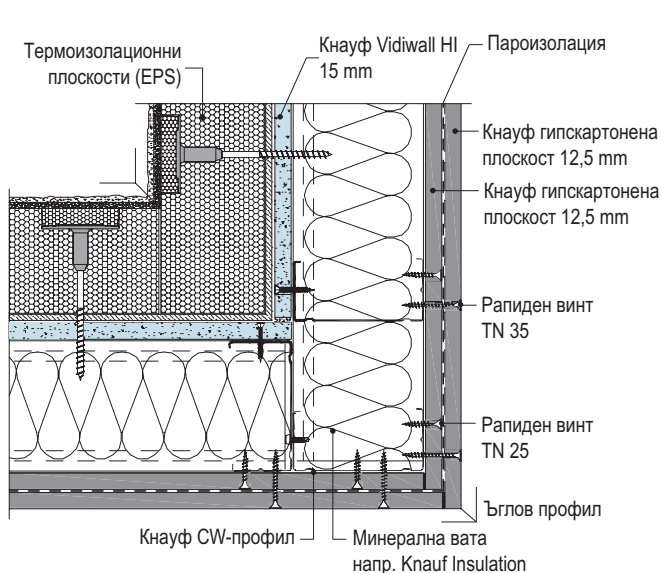 Термоизолационни
плоскости (EPS)
Кнауф Vidiwall HI
15 mm
Пароизолация
Кнауф гипскартонена
плоскост 12,5 mm
Кнауф гипскартонена
плоскост 12,5 mm
Рапиден винт
TN 35
Рапиден винт
TN 25
Ъглов профил
Кнауф CW-профил
Минерална вата
напр. Knauf Insulation